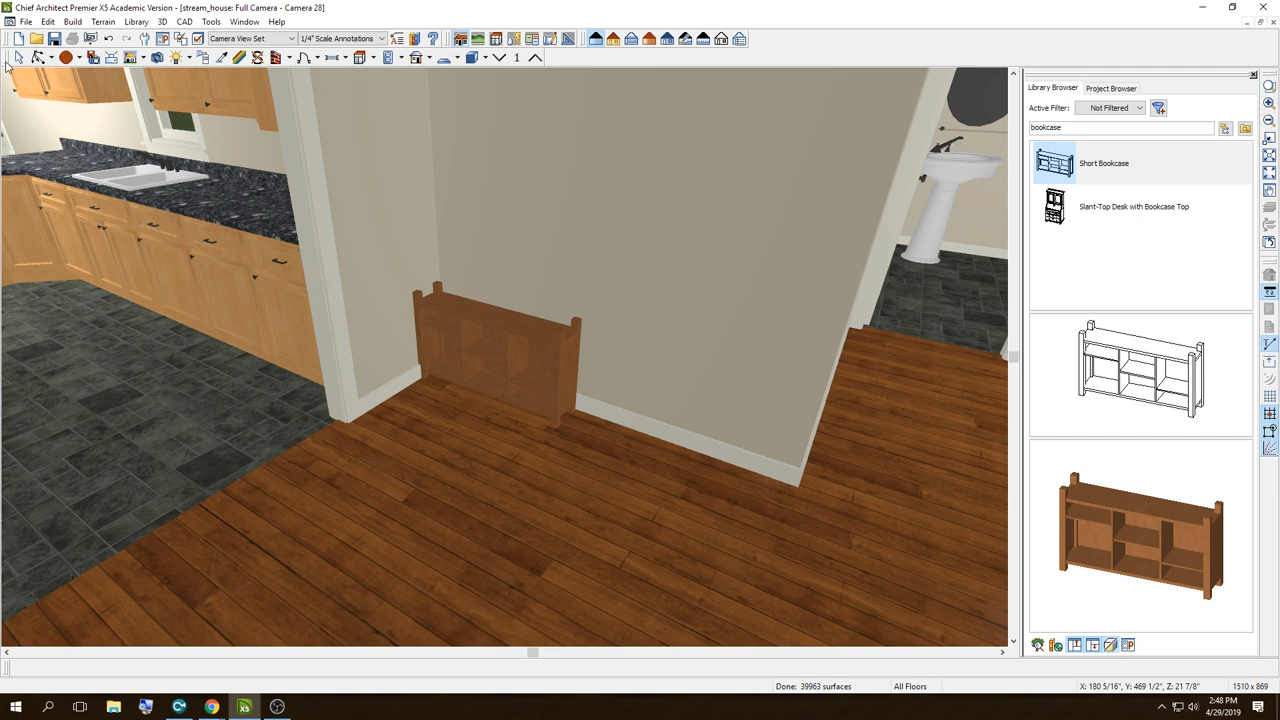 Chief Architect Premier X5 Academic Version - [stream_house: Full Camera - Camera 28]
File Edit Build Terrain Library 3D CAD Tools Window Help
Camera View Set 1/4" Scale Annotations
1
Library Browser Project Browser
Active Filter: Not Filtered
bookcase
Short Bookcase
Slant-Top Desk with Bookcase Top
Done: 39963 surfaces All Floors X: 180 5/16", Y: 469 1/2", Z: 21 7/8" 1510 x 869
X5
2:48 PM
4/29/2019